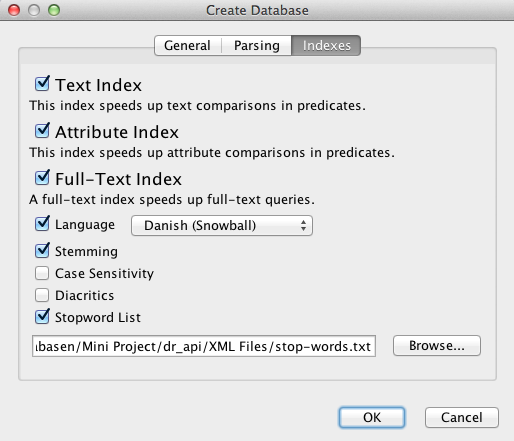 Create Database
General Parsing Indexes
Text Index
This index speeds up text comparisons in predicates.
Attribute Index
This index speeds up attribute comparisons in predicates.
Full-Text Index
A full-text index speeds up full-text queries.
Language Danish (Snowball)
Stemming
Case Sensitivity
Diacritics
Stopword List
abasen/Mini Project/dr_api/XML Files/stop-words.txt Browse...
OK Cancel